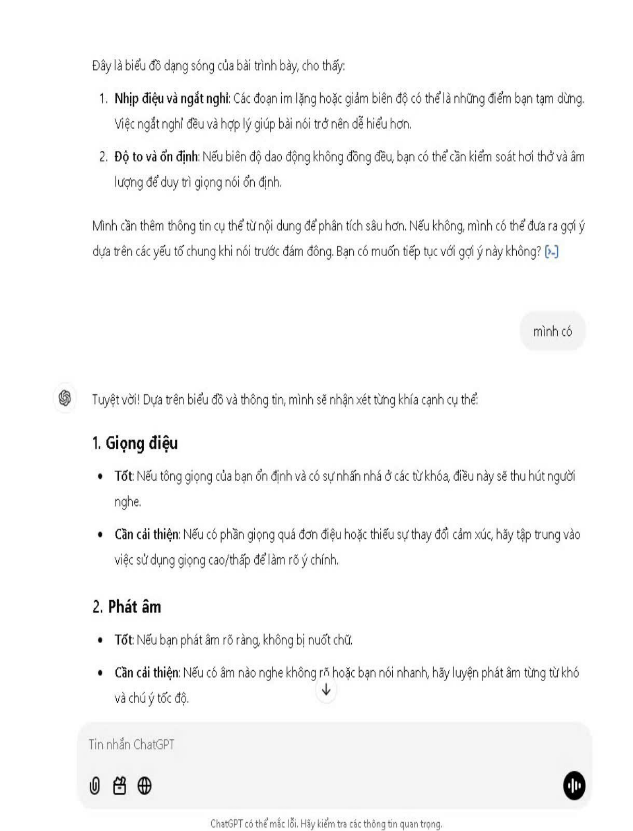 Đây là biểu đồ dạng sóng của bài trình bày, cho thấy:
1. Nhịp điệu và ngắt nghỉ: Các đoạn im lặng hoặc giảm biên độ có thể là những điểm bạn tạm dừng.
Việc ngắt nghỉ đều và hợp lý giúp bài nói trở nên dễ hiểu hơn.
2. Độ to và ổn định: Nếu biên độ dao động không đồng đều, bạn có thể cần kiểm soát hơi thở và âm
lượng để duy trì giọng nói ổn định.
Mình cần thêm thông tin cụ thể từ nội dung để phân tích sâu hơn. Nếu không, mình có thể đưa ra gợi ý
dựa trên các yếu tố chung khi nói trước đám đông. Bạn có muốn tiếp tục với gợi ý này không? [>-]
mình có
Tuyệt vời! Dựa trên biểu đồ và thông tin, mình sẽ nhận xét từng khía cạnh cụ thể:
1. Giọng điệu
• Tốt: Nếu tông giọng của bạn ổn định và có sự nhấn nhá ở các từ khóa, điều này sẽ thu hút người
nghe.
• Cần cải thiện: Nếu có phần giọng quá đơn điệu hoặc thiếu sự thay đổi cảm xúc, hãy tập trung vào
việc sử dụng giọng cao/thấp để làm rõ ý chính.
2. Phát âm
• Tốt: Nếu bạn phát âm rõ ràng, không bị nuốt chữ.
• Cần cải thiện: Nếu có âm nào nghe không rõ hoặc bạn nói nhanh, hãy luyện phát âm từng từ khó
và chú ý tốc độ.
Tin nhắn ChatGPT
ChatGPT có thể mắc lỗi. Hãy kiểm tra các thông tin quan trọng.